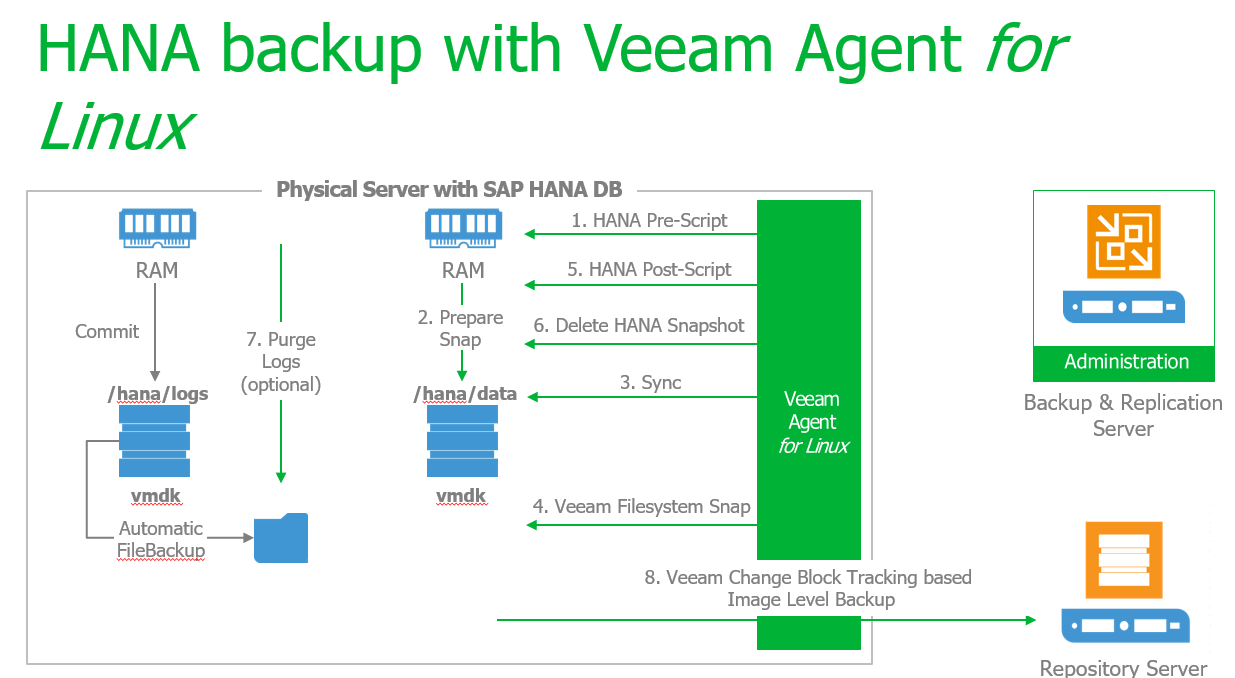 HANA backup with Veeam Agent for
Linux
Physical Server with SAP HANA DB
RAM
Commit
/hana/logs
vmdk
Automatic
FileBackup
7. Purge
Logs
(optional)
RAM
2. Prepare
Snap
/hana/data
vmdk
1. HANA Pre-Script
5. HANA Post-Script
6. Delete HANA Snapshot
3. Sync
4. Veeam Filesystem Snap
Veeam
Agent
for Linux
8. Veeam Change Block Tracking based
Image Level Backup
Administration
Backup & Replication
Server
Repository Server